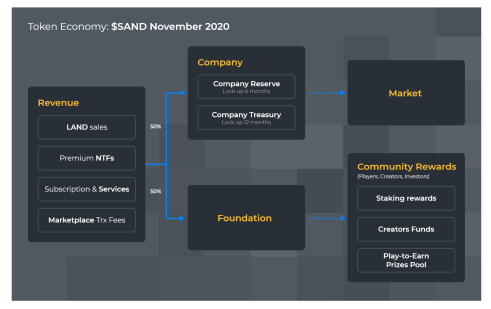 Token Economy: $SAND November 2020
Revenue
LAND sales
Premium NTFs
Subscription & Services
Marketplace Trx Fees
50%
50%
Company
Company Reserve
Lock up 6 months
Company Treasury
Lock up 12 months
Foundation
Market
Community Rewards
(Players, Creators, Investors)
Staking rewards
Creators Funds
Play-to-Earn
Prizes Pool